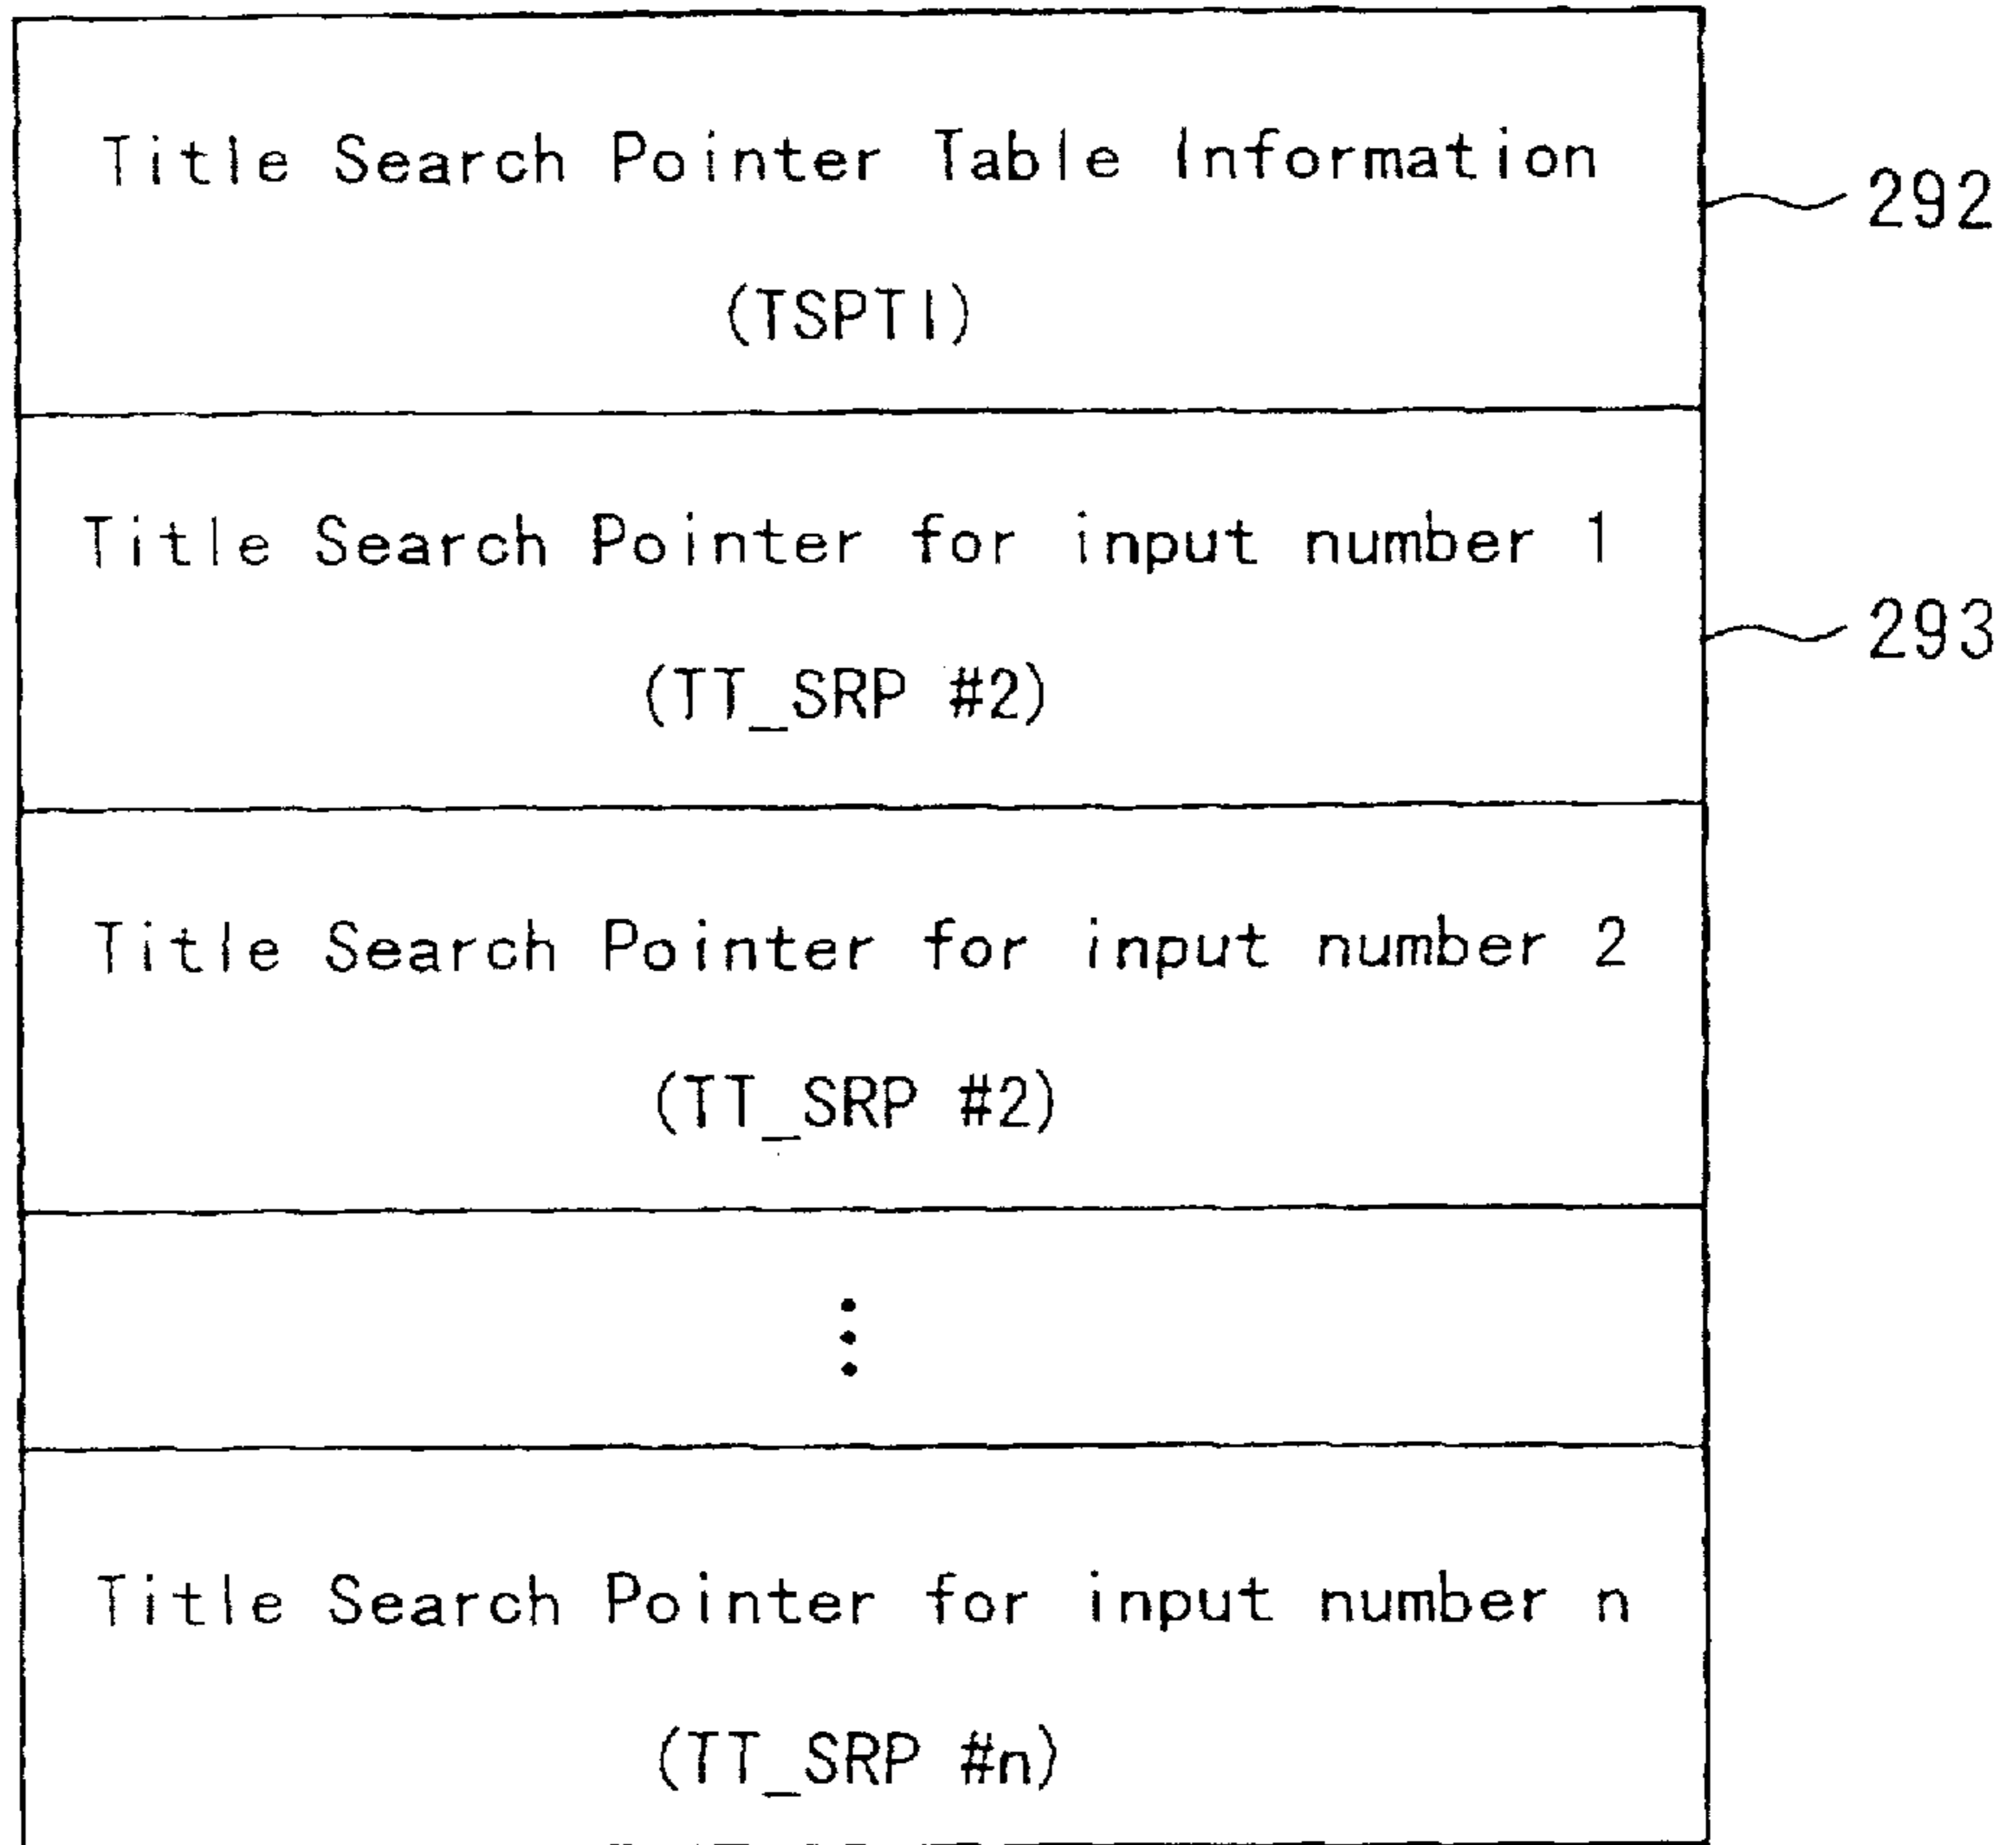 Title Search Pointer Table Information
(TSPTI)
292
Title Search Pointer for input number 1
(TT_SRP #2)
293
Title Search Pointer for input number 2
(TT_SRP #2)
Title Search Pointer for input number n
(TT_SRP #n)